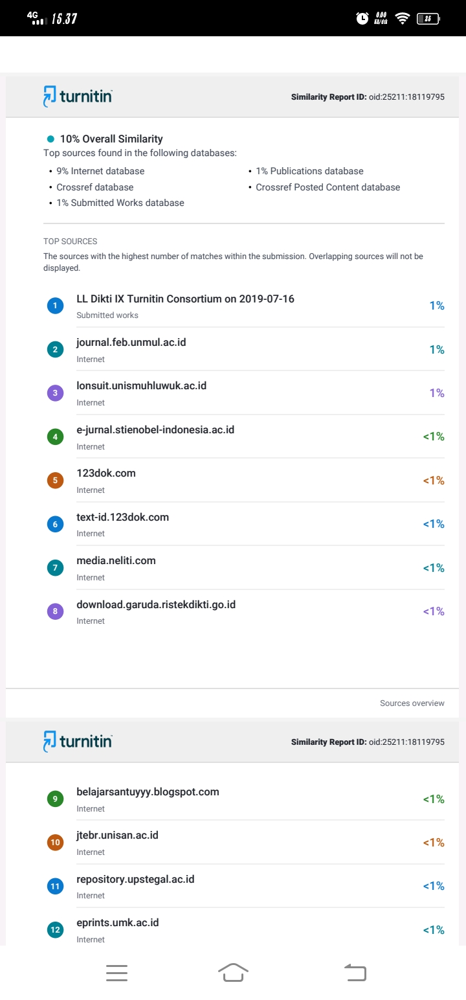 4G 15.37 0.00 KB/dtk 25
turnitin Similarity Report ID: oid:25211:18119795
10% Overall Similarity
Top sources found in the following databases:
• 9% Internet database • 1% Publications database
• Crossref database • Crossref Posted Content database
• 1% Submitted Works database
TOP SOURCES
The sources with the highest number of matches within the submission. Overlapping sources will not be
displayed.
1 LL Dikti IX Turnitin Consortium on 2019-07-16 1%
Submitted works
2 journal.feb.unmul.ac.id 1%
Internet
3 lonsuit.unismuhluwuk.ac.id 1%
Internet
4 e-jurnal.stienobel-indonesia.ac.id <1%
Internet
5 123dok.com <1%
Internet
6 text-id.123dok.com <1%
Internet
7 media.neliti.com <1%
Internet
8 download.garuda.ristekdikti.go.id <1%
Internet
Sources overview
turnitin Similarity Report ID: oid:25211:18119795
9 belajarsantuyyy.blogspot.com <1%
Internet
10 jtebr.unisan.ac.id <1%
Internet
11 repository.upstegal.ac.id <1%
Internet
12 eprints.umk.ac.id <1%
Internet